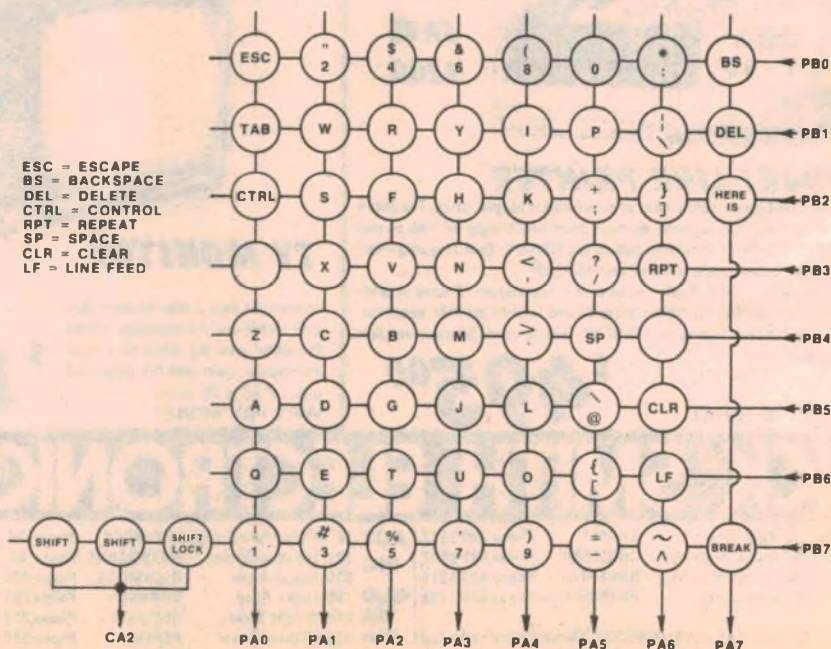 " $ & ( *
ESC 2 4 6 8 0 : BS PB0
TAB W R Y I P ¦ \ DEL PB1
ESC = ESCAPE
BS = BACKSPACE
DEL = DELETE
CTRL = CONTROL
RPT = REPEAT
SP = SPACE
CLR = CLEAR
LF = LINE FEED
+ }
CTRL S F H K ; ] HERE IS PB2
< ?
X V N , / RPT PB3
>
Z C B M . SP PB4
\
A D G J L @ CLR PB5
{
Q E T U O [ LF PB6
! # % ' ) = ~
SHIFT SHIFT SHIFT LOCK 1 3 5 7 9 - ^ BREAK PB7
CA2 PA0 PA1 PA2 PA3 PA4 PA5 PA6 PA7